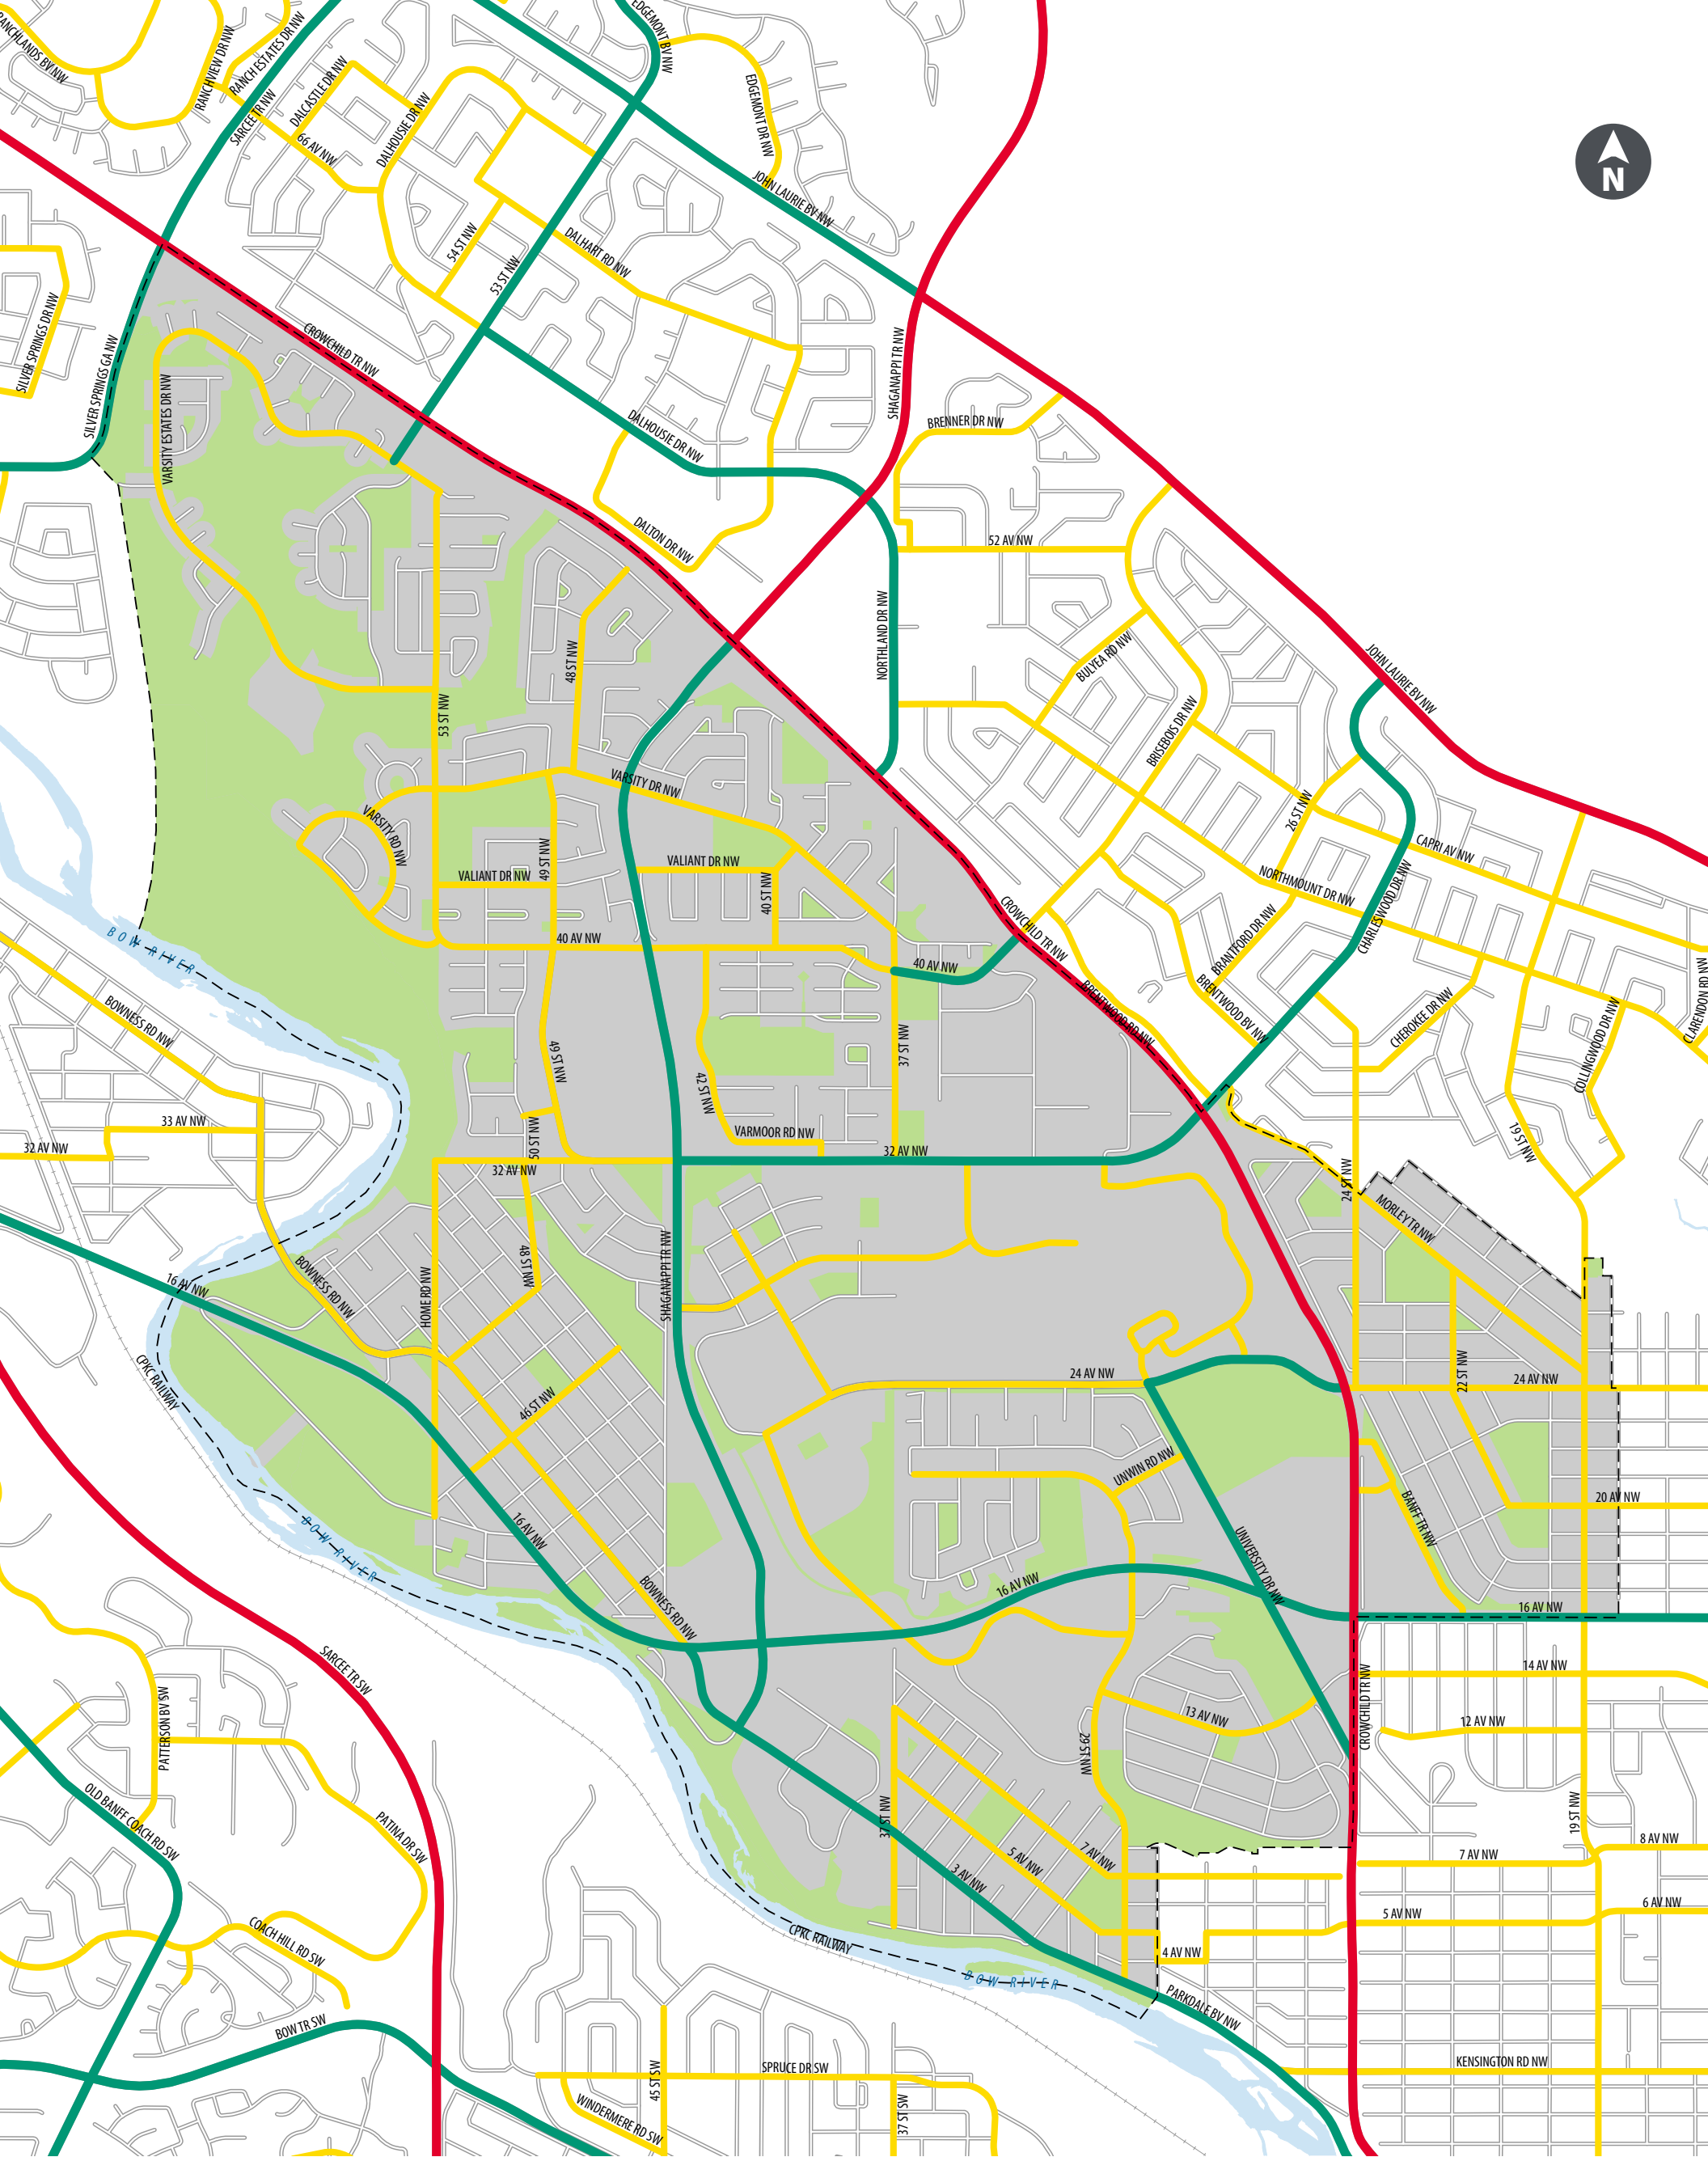 RANCHLANDS BV NW
RANCHVIEW DR NW
RANCH ESTATES DR NW
SARCEE TR NW
DALCASTLE DR NW
66 AV NW
DALHOUSIE DR NW
EDGEMONT BV NW
EDGEMONT DR NW
JOHN LAURIE BV NW
N
54 ST NW
53 ST NW
DALHART RD NW
SILVER SPRINGS DR NW
SILVER SPRINGS GA NW
CROWCHILD TR NW
SHAGANAPPI TR NW
VARSITY ESTATES DR NW
DALHOUSIE DR NW
BRENNER DR NW
DALTON DR NW
52 AV NW
NORTHLAND DR NW
48 ST NW
BULYEA RD NW
JOHN LAURIE BV NW
53 ST NW
BRISEBOIS DR NW
VARSITY DR NW
VARSITY RD NW
26 ST NW
CAPRI AV NW
49 ST NW
VALIANT DR NW
VALIANT DR NW
40 ST NW
NORTHMOUNT DR NW
CHARLESWOOD DR NW
BOW RIVER
40 AV NW
CROWCHILD TR NW
BRANTFORD DR NW
40 AV NW
BRENTWOOD BV NW
CLARENDON RD NW
BOWNESS RD NW
BRENTWOOD RD NW
CHEROKEE DR NW
COLLINGWOOD DR NW
49 ST NW
37 ST NW
42 ST NW
33 AV NW
32 AV NW
50 ST NW
VARMOOR RD NW
32 AV NW
32 AV NW
19 ST NW
24 ST NW
MORLEY TR NW
16 AV NW
BOWNESS RD NW
HOME RD NW
48 ST NW
SHAGANAPPI TR NW
CPKC RAILWAY
46 ST NW
24 AV NW
22 ST NW
24 AV NW
UNWIN RD NW
BANFF TR NW
20 AV NW
BOW RIVER
16 AV NW
UNIVERSITY DR NW
BOWNESS RD NW
16 AV NW
16 AV NW
SARCEE TR SW
14 AV NW
PATTERSON BV SW
13 AV NW
CROWCHILD TR NW
12 AV NW
29 ST NW
OLD BANFF COACH RD SW
PATINA DR SW
37 ST NW
19 ST NW
5 AV NW
7 AV NW
3 AV NW
7 AV NW
8 AV NW
6 AV NW
5 AV NW
COACH HILL RD SW
CPKC RAILWAY
4 AV NW
BOW RIVER
PARKDALE BV NW
BOW TR SW
45 ST SW
SPRUCE DR SW
KENSINGTON RD NW
WINDERMERE RD SW
37 ST SW